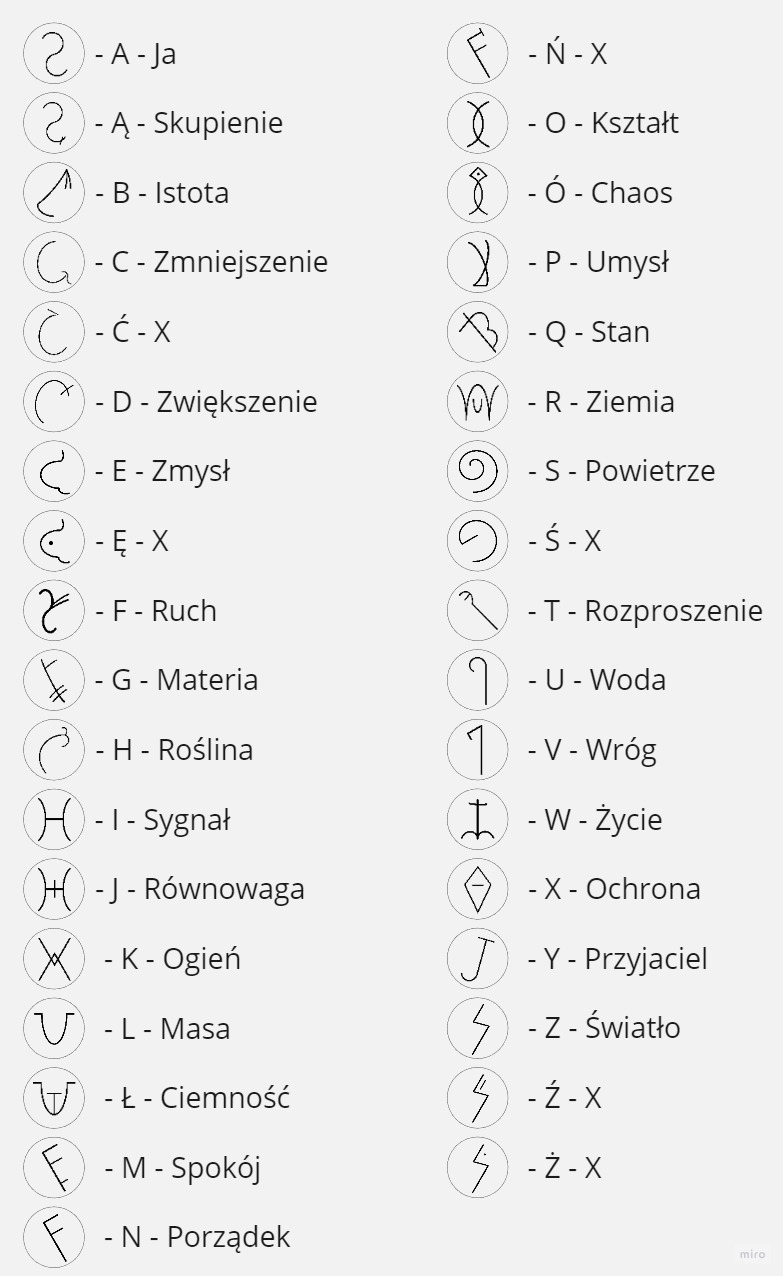 - A - Ja
- Ą - Skupienie
- B - Istota
- C - Zmniejszenie
- Ć - X
- D - Zwiększenie
- E - Zmysł
- Ę - X
- F - Ruch
- G - Materia
- H - Roślina
- I - Sygnał
- J - Równowaga
- K - Ogień
- L - Masa
- Ł - Ciemność
- M - Spokój
- N - Porządek
- Ń - X
- O - Kształt
- Ó - Chaos
- P - Umysł
- Q - Stan
- R - Ziemia
- S - Powietrze
- Ś - X
- T - Rozproszenie
- U - Woda
- V - Wróg
- W - Życie
- X - Ochrona
- Y - Przyjaciel
- Z - Światło
- Ź - X
- Ż - X
miro